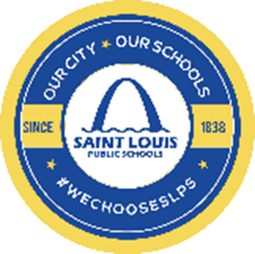 OUR CITY ★ OUR SCHOOLS
SINCE 1838
SAINT LOUIS
PUBLIC SCHOOLS
★ #WECHOOSESLPS ★